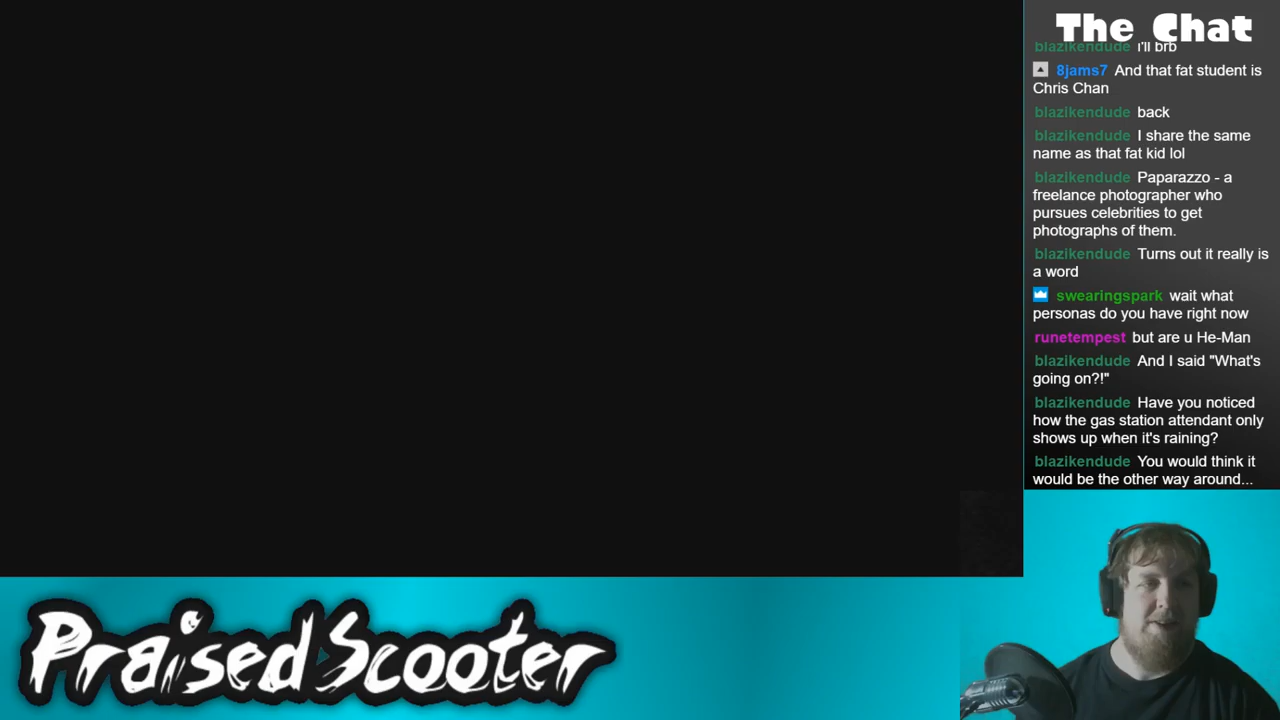 The Chat
blazikendude i'll brb
8jams7 And that fat student is
Chris Chan
blazikendude back
blazikendude I share the same
name as that fat kid lol
blazikendude Paparazzo - a
freelance photographer who
pursues celebrities to get
photographs of them.
blazikendude Turns out it really is
a word
swearingspark wait what
personas do you have right now
runetempest but are u He-Man
blazikendude And I said "What's
going on?!"
blazikendude Have you noticed
how the gas station attendant only
shows up when it's raining?
blazikendude You would think it
would be the other way around...
PraisedScooter